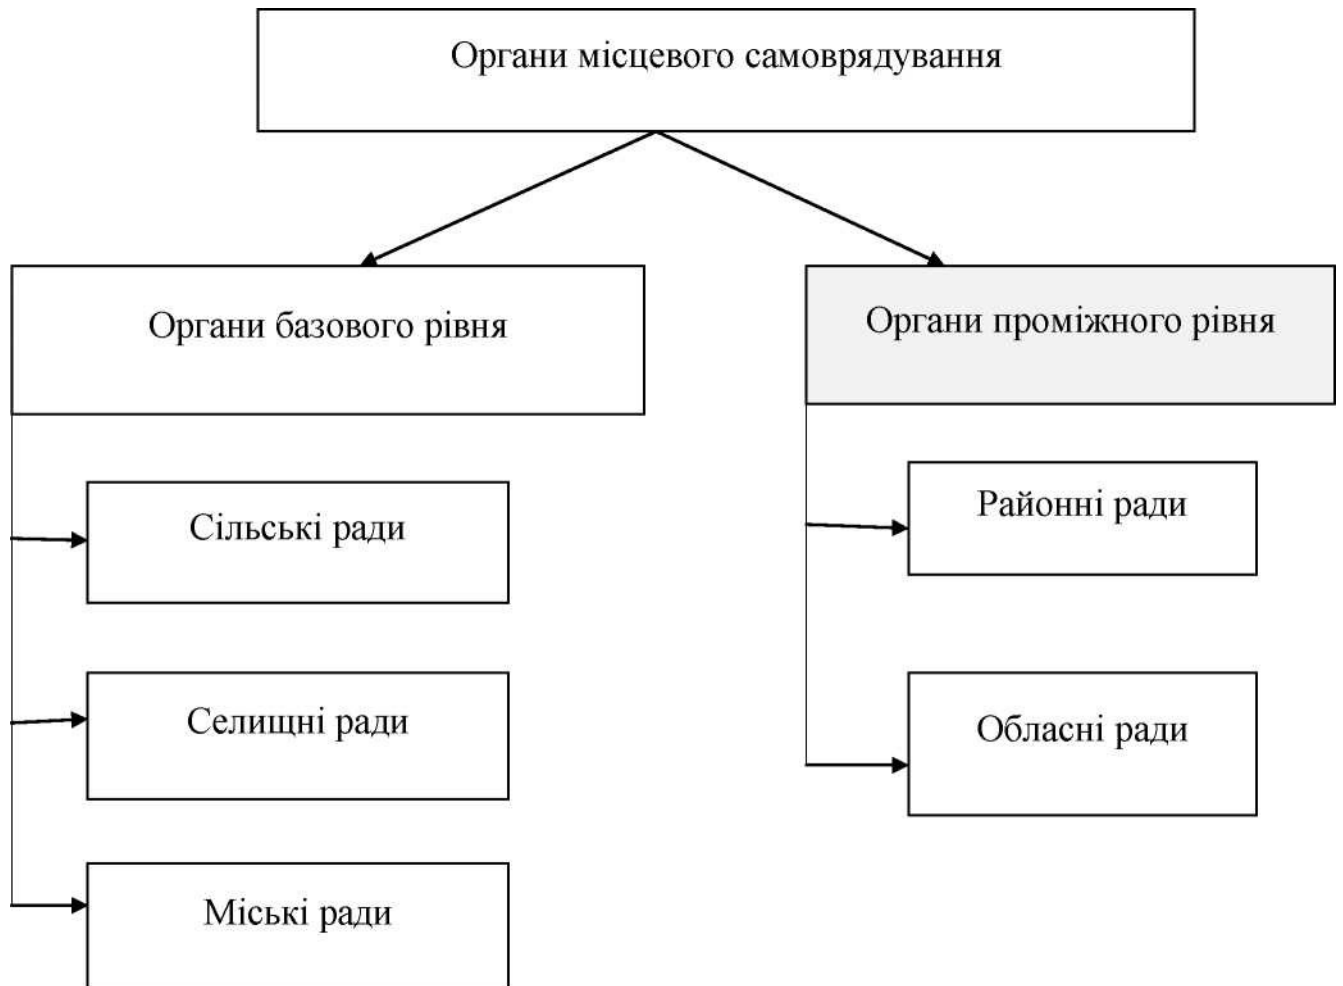 Органи місцевого самоврядування
Органи базового рівня
Органи проміжного рівня
Сільські ради
Селищні ради
Міські ради
Районні ради
Обласні ради